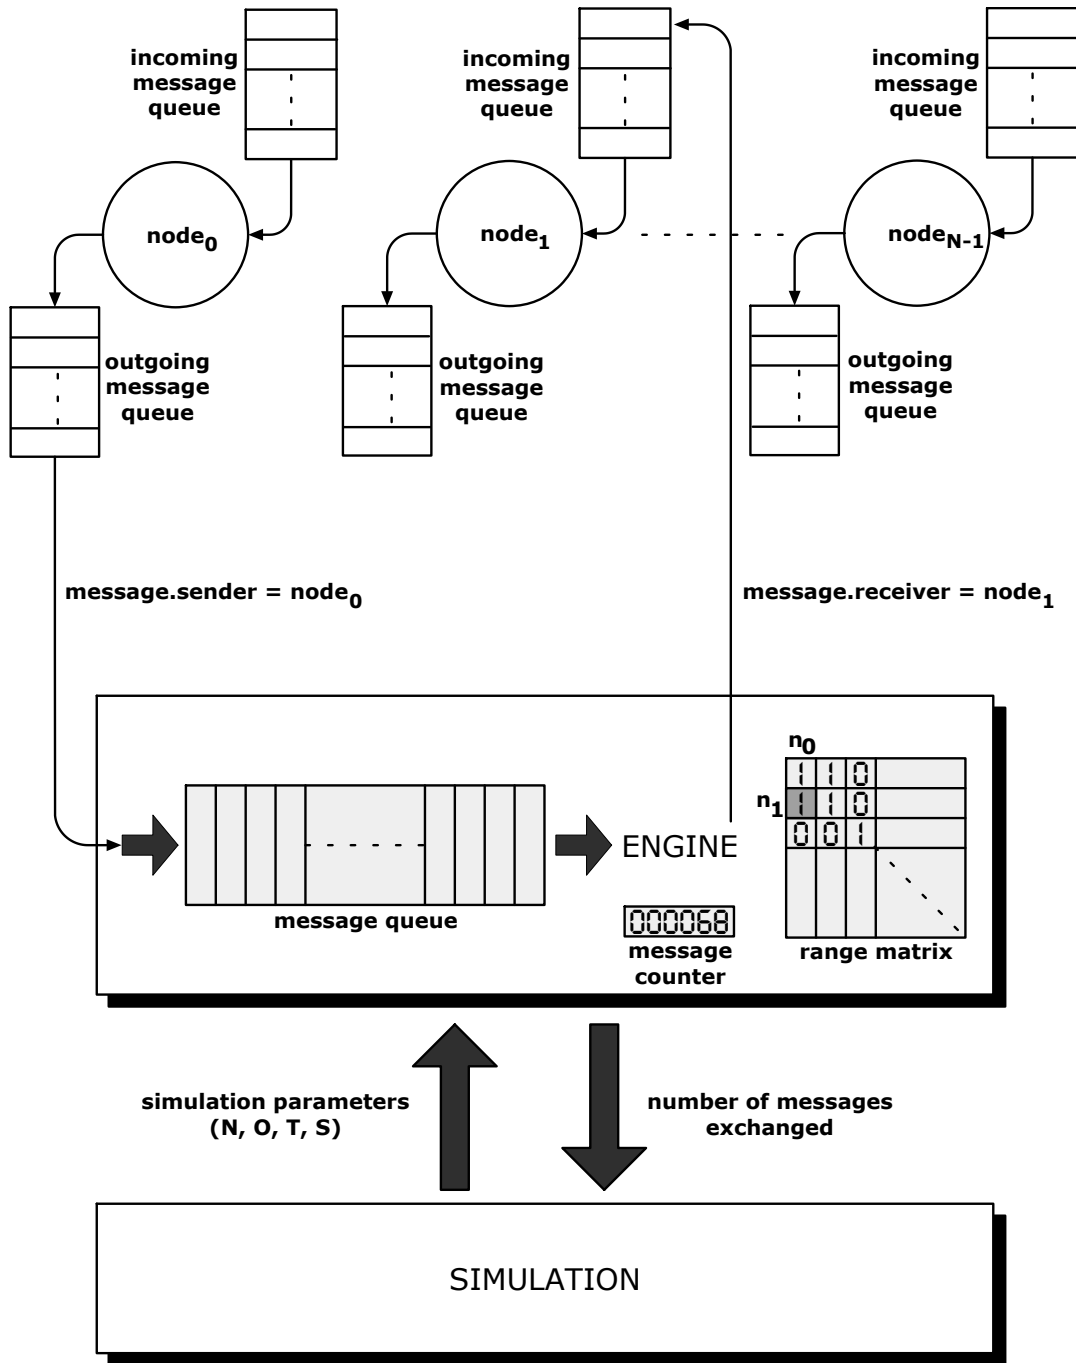 incoming
message
queue
incoming
message
queue
incoming
message
queue
node0
node1
nodeN-1
outgoing
message
queue
outgoing
message
queue
outgoing
message
queue
message.sender = node0
message.receiver = node1
n0
n1
1 1 0
1 1 0
0 0 1
ENGINE
message queue
000068
message
counter
range matrix
simulation parameters
(N, O, T, S)
number of messages
exchanged
SIMULATION